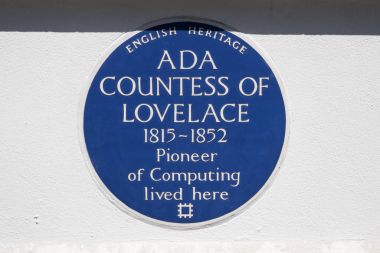 ENGLISH HERITAGE
ADA
COUNTESS OF
LOVELACE
1815~1852
Pioneer
of Computing
lived here